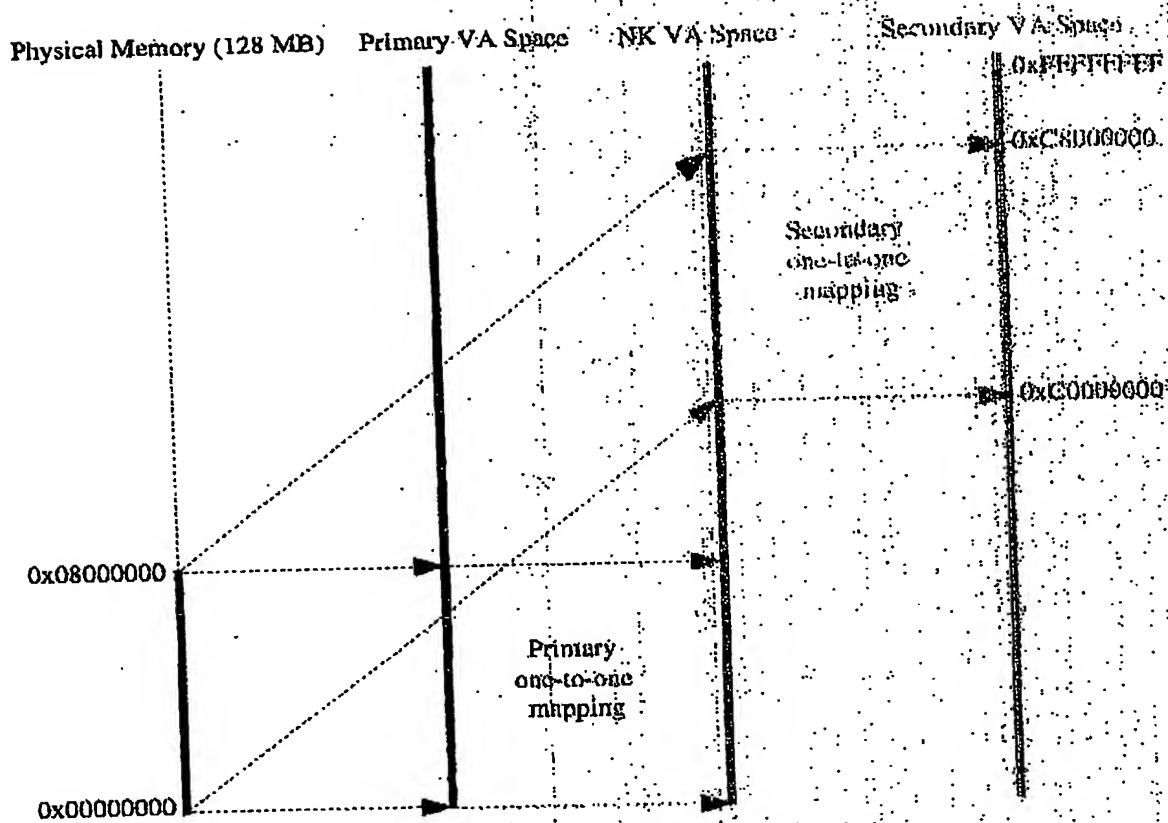 Physical Memory (128 MB) Primary VA Space NK VA Space Secondary VA Space
0xFFFFFFFF
0xC8000000
Secondary
one-to-one
mapping
0xC0000000
0x08000000
Primary
one-to-one
mapping
0x00000000